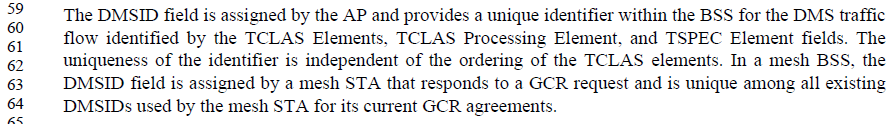 59 The DMSID field is assigned by the AP and provides a unique identifier within the BSS for the DMS traffic
60 flow identified by the TCLAS Elements, TCLAS Processing Element, and TSPEC Element fields. The
61 uniqueness of the identifier is independent of the ordering of the TCLAS elements. In a mesh BSS, the
62 DMSID field is assigned by a mesh STA that responds to a GCR request and is unique among all existing
63 DMSIDs used by the mesh STA for its current GCR agreements.
64
65